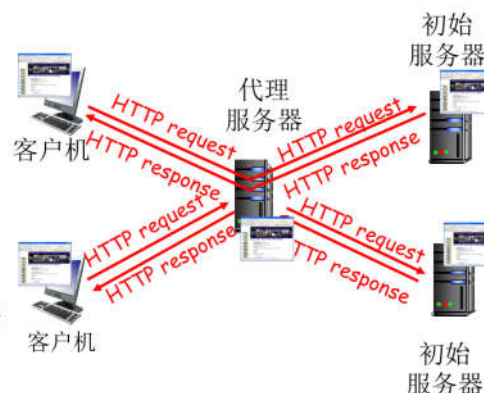 初始
服务器
代理
服务器
HTTP request
HTTP request
客户机
HTTP response
HTTP response
HTTP request
HTTP request
HTTP response
TTP response
客户机
初始
服务器